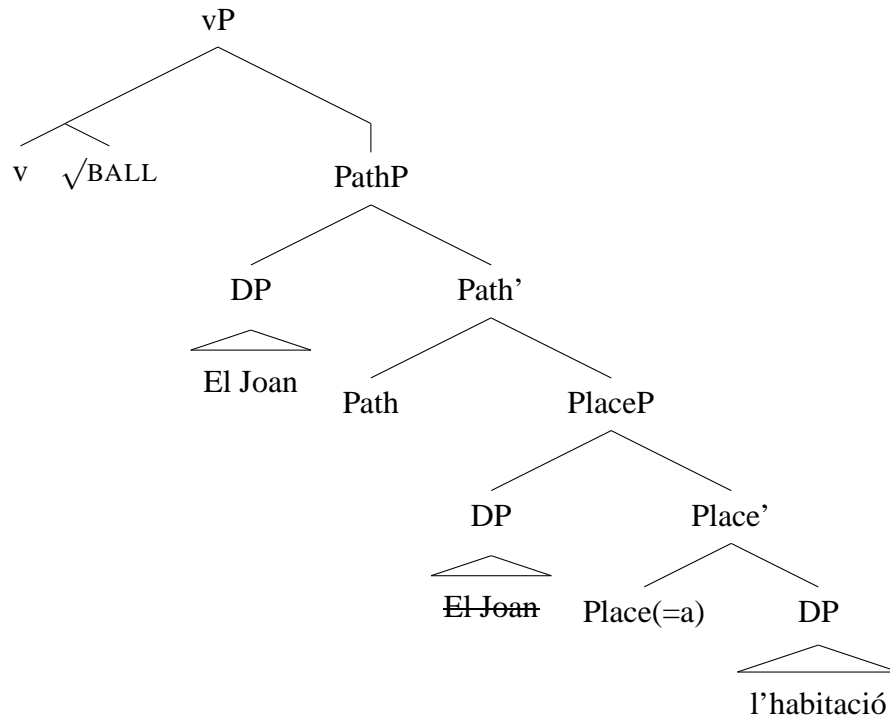 vP
v √BALL
PathP
DP Path’
El Joan
Path PlaceP
DP Place’
El Joan Place(=a) DP
l’habitació